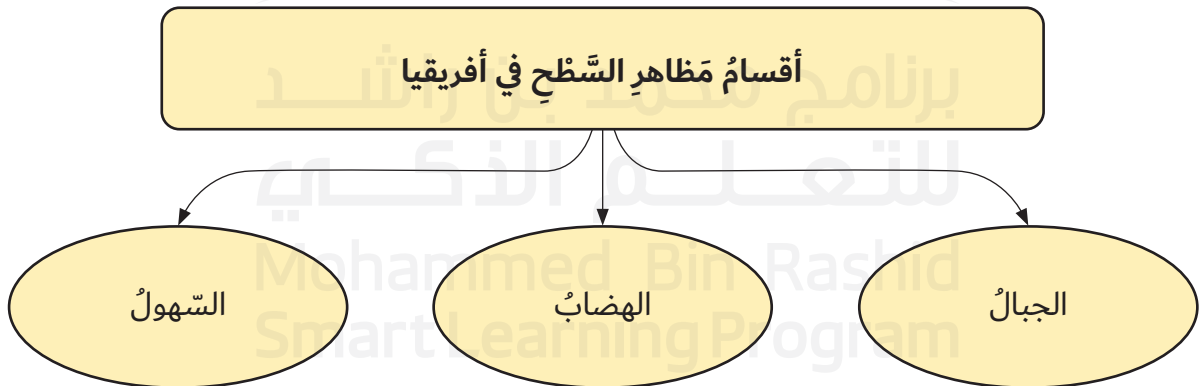 أقسامُ مَظاهرِ السَّطْحِ في أفريقيا
برنامج محمد بن راشد
للتعلم الذكي
Mohammed Bin Rashid
Smart Learning Program
الجبالُ
الهضابُ
السّهولُ